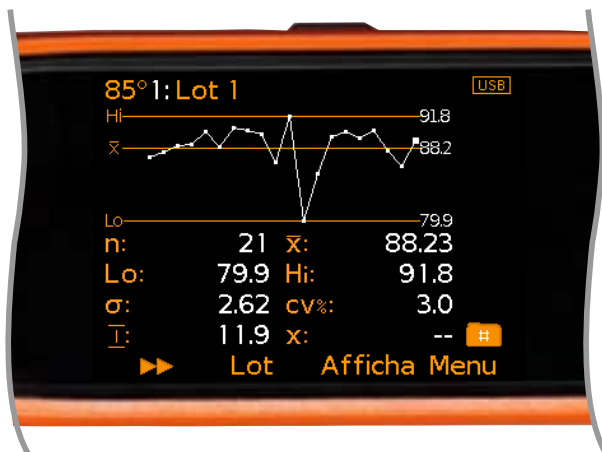 85°1:Lot 1 USB
Hi 91.8
x̅ 88.2
Lo 79.9
n: 21 x̅: 88.23
Lo: 79.9 Hi: 91.8
σ: 2.62 cv%: 3.0
I̅: 11.9 x: -- #
Lot Afficha Menu